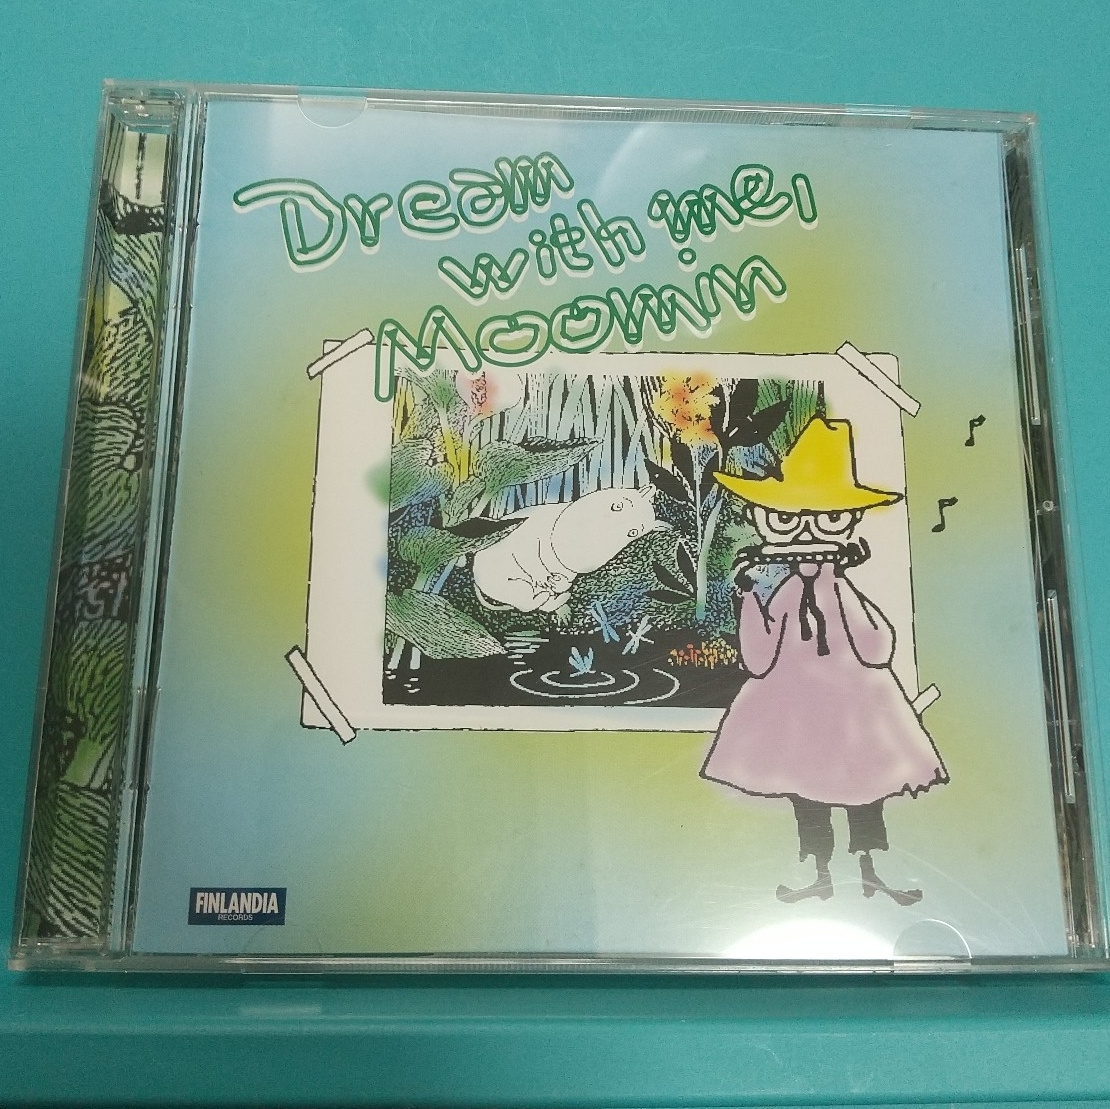 Dream
with me,
Moomin
FINLANDIA
RECORDS